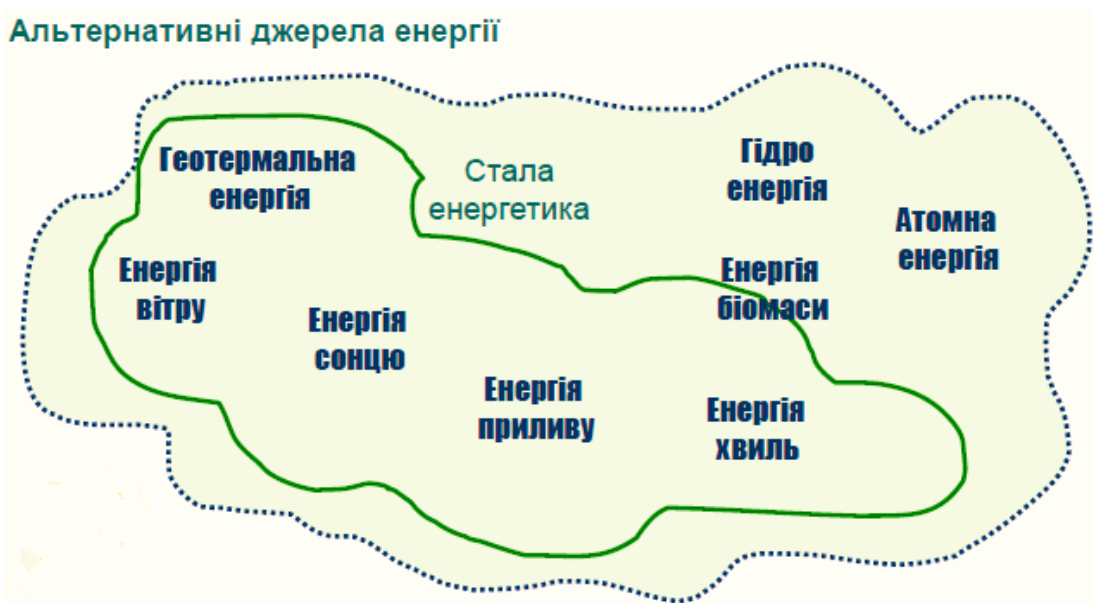 Альтернативні джерела енергії
Геотермальна
енергія
Стала
енергетика
Гідро
енергія
Атомна
енергія
Енергія
вітру
Енергія
біомаси
Енергія
сонцю
Енергія
приливу
Енергія
хвиль